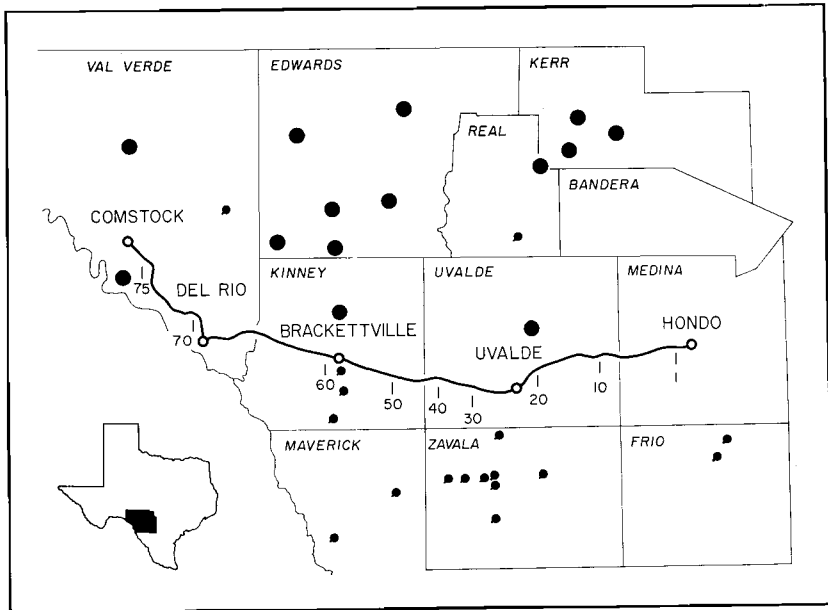 VAL VERDE
EDWARDS
KERR
REAL
BANDERA
COMSTOCK
75
DEL RIO
KINNEY
UVALDE
MEDINA
70
BRACKETTVILLE
UVALDE
HONDO
60
50
40
30
20
10
1
MAVERICK
ZAVALA
FRIO